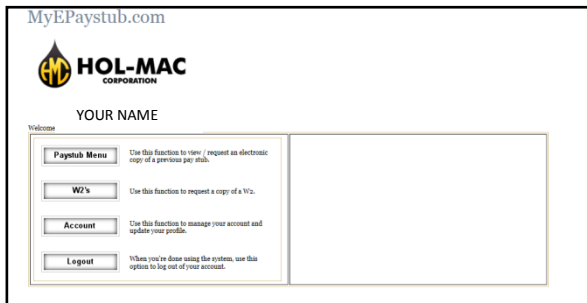 MyEPaystub.com
HMC HOL-MAC
CORPORATION
YOUR NAME
Welcome
Paystub Menu
Use this function to view / request an electronic
copy of a previous pay stub.
W2's
Use this function to request a copy of a W2.
Account
Use this function to manage your account and
update your profile.
Logout
When you're done using the system, use this
option to log out of your account.